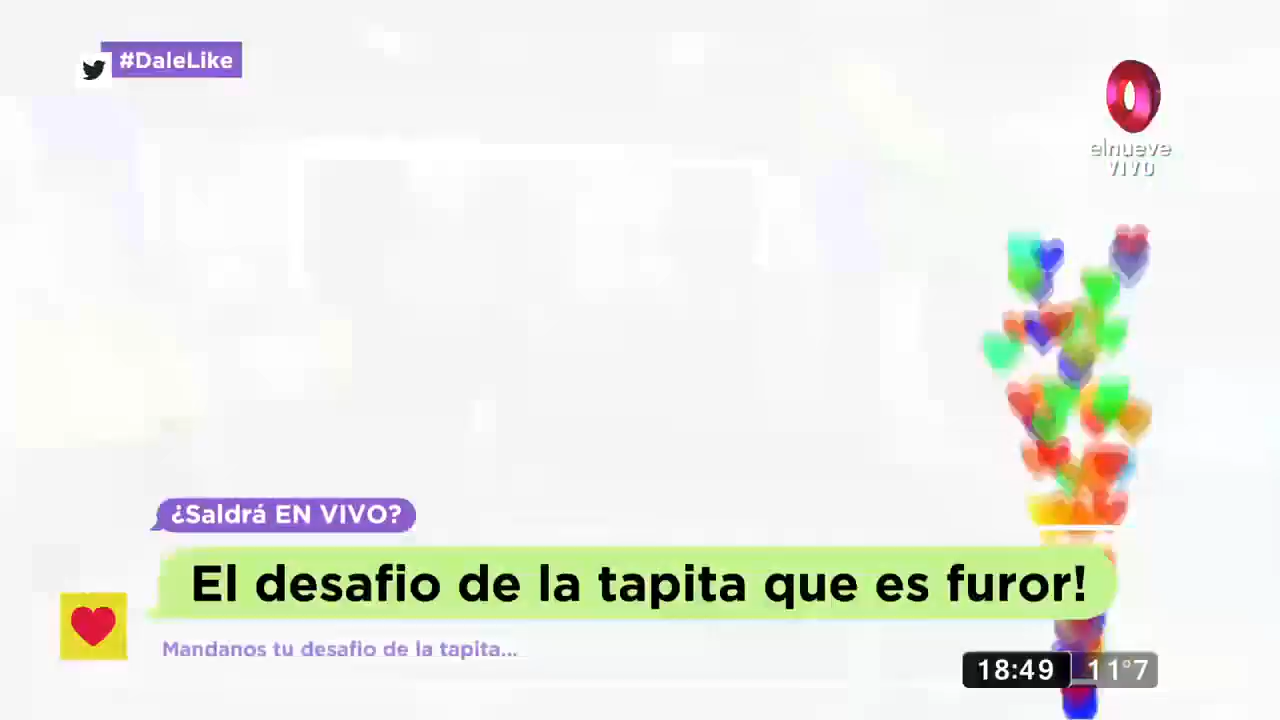 #DaleLike
elnueve
VIVO
¿Saldrá EN VIVO?
El desafio de la tapita que es furor!
Mandanos tu desafio de la tapita...
18:49 11°7